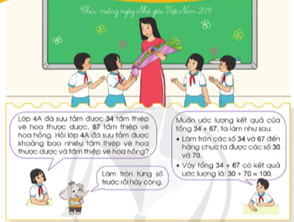 Chúc mừng ngày Nhà giáo Việt Nam 20/11
Lớp 4A đã sưu tầm được 34 tấm thiệp
vẽ hoa thược dược, 67 tấm thiệp vẽ
hoa hồng. Hỏi lớp 4A đã sưu tầm được
khoảng bao nhiêu tấm thiệp vẽ hoa
thược dược và tấm thiệp vẽ hoa hồng?
Làm tròn từng số
trước rồi hãy cộng.
Muốn ước lượng kết quả của
tổng 34 + 67, ta làm như sau:
• Làm tròn các số 34 và 67 đến
hàng chục ta được các số 30
và 70.
• Vậy tổng 34 + 67 có kết quả
ước lượng là: 30 + 70 = 100.